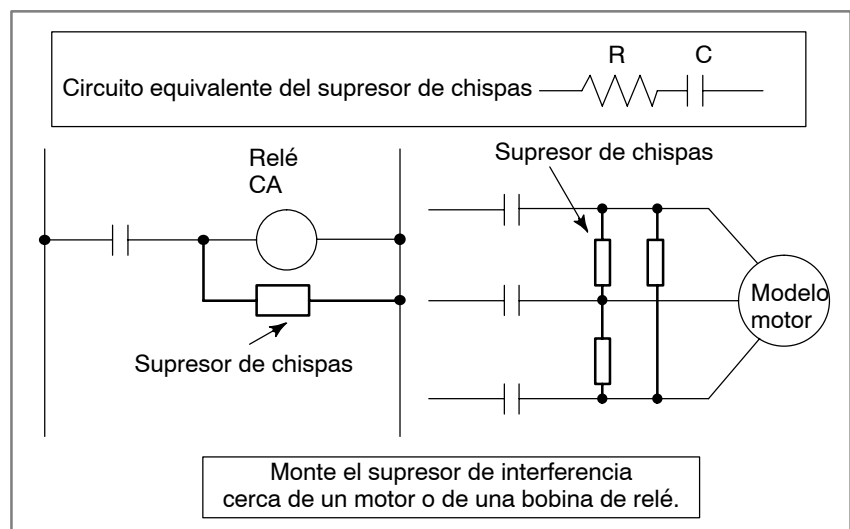 R C
Circuito equivalente del supresor de chispas
Relé
CA
Supresor de chispas
Supresor de chispas
Modelo
motor
Monte el supresor de interferencia
cerca de un motor o de una bobina de relé.